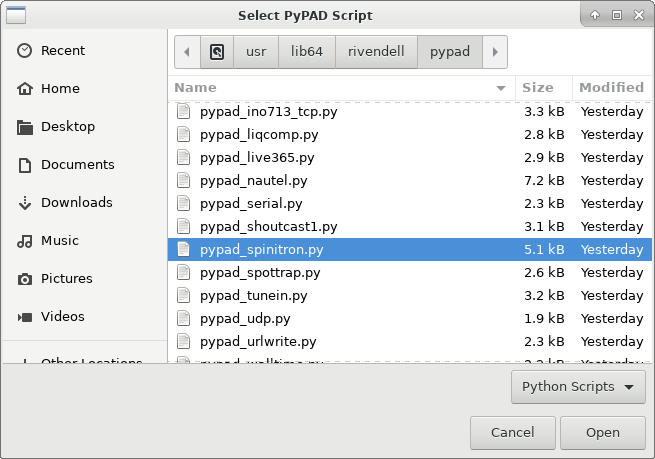 Select PyPAD Script
Recent
Home
Desktop
Documents
Downloads
Music
Pictures
Videos
Other Locations
usr lib64 rivendell pypad
Name Size Modified
pypad_ino713_tcp.py 3.3 kB Yesterday
pypad_liqcomp.py 2.8 kB Yesterday
pypad_live365.py 2.9 kB Yesterday
pypad_nautel.py 7.2 kB Yesterday
pypad_serial.py 2.3 kB Yesterday
pypad_shoutcast1.py 3.1 kB Yesterday
pypad_spinitron.py 5.1 kB Yesterday
pypad_spottrap.py 2.6 kB Yesterday
pypad_tunein.py 3.2 kB Yesterday
pypad_udp.py 1.9 kB Yesterday
pypad_urlwrite.py 2.3 kB Yesterday
pypad_walltime.py kB Yesterday
Python Scripts
Cancel Open